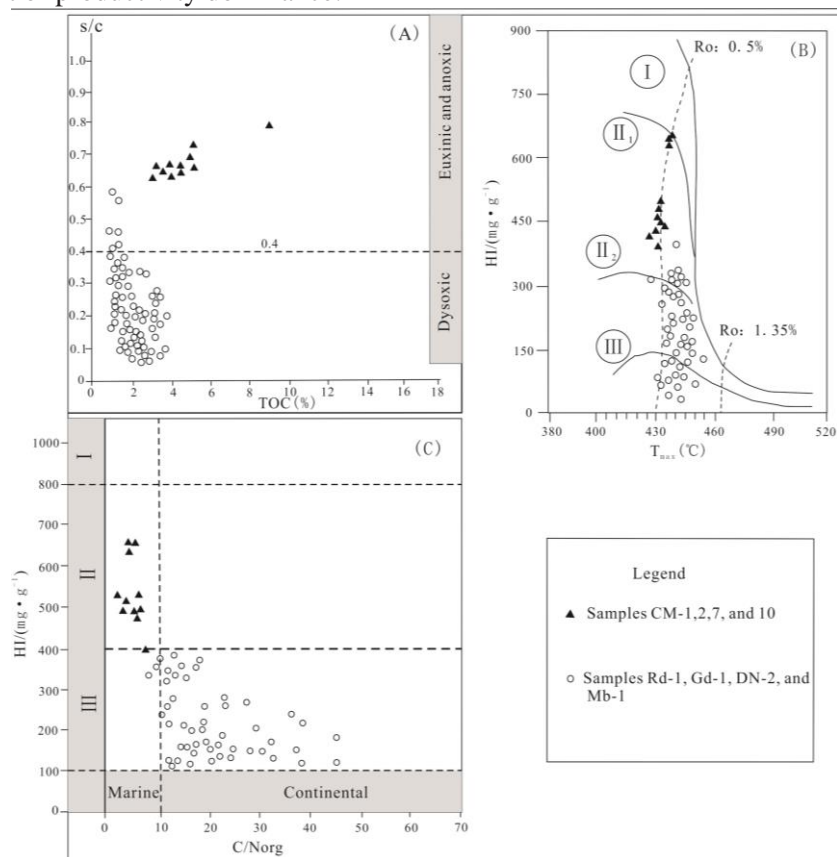 productivity dominance.
s/c
(A)
1.0
0.9
0.8
0.7
0.6
0.5
0.4
0.4
0.3
0.2
0.1
0
0 2 4 6 8 10 12 14 16 18
TOC(%)
Euxinic and anoxic
Dysoxic
(B)
900
750
600
450
300
150
0
HI/(mg•g⁻¹)
Ro: 0.5%
I
II₁
II₂
III
Ro: 1.35%
380 400 430 460 490 510 520
Tmax(℃)
(C)
1000
800
700
600
500
400
300
200
100
0
HI/(mg•g⁻¹)
I
II
III
Marine Continental
0 10 20 30 40 50 60 70
C/Norg
Legend
▲ Samples CM-1,2,7, and 10
○ Samples Rd-1, Gd-1, DN-2, and
Mb-1